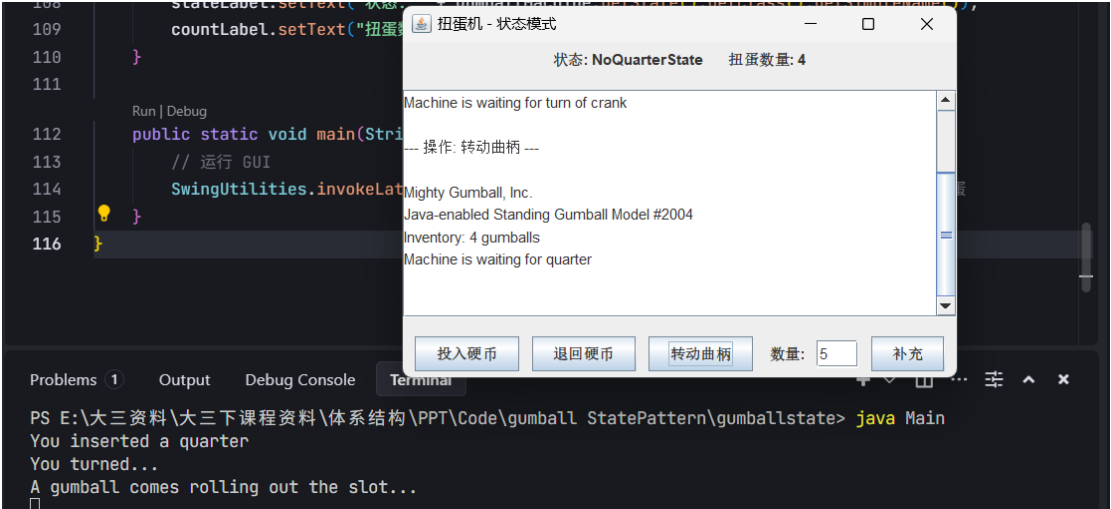 108 stateLabel.setText("状态:
109 countLabel.setText("扭蛋
110 }
111
Run | Debug
112 public static void main(Stri
113 // 运行 GUI
114 SwingUtilities.invokeLat
蛋
115 }
116 }
扭蛋机 - 状态模式
状态: NoQuarterState 扭蛋数量: 4
Machine is waiting for turn of crank
--- 操作: 转动曲柄 ---
Mighty Gumball, Inc.
Java-enabled Standing Gumball Model #2004
Inventory: 4 gumballs
Machine is waiting for quarter
投入硬币 退回硬币 转动曲柄 数量: 5 补充
Problems 1 Output Debug Console Terminal
PS E:\大三资料\大三下课程资料\体系结构\PPT\Code\gumball StatePattern\gumballstate> java Main
You inserted a quarter
You turned...
A gumball comes rolling out the slot...